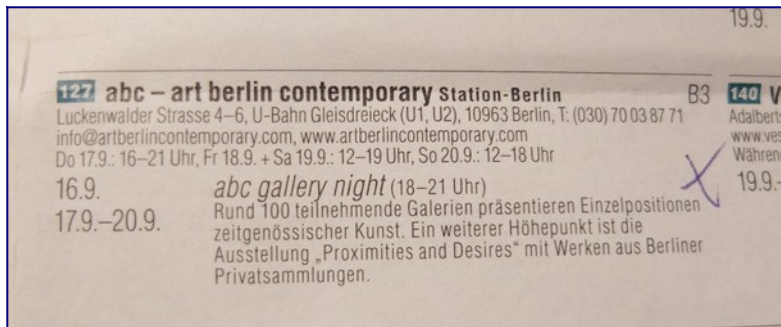 19.9.
127 abc – art berlin contemporary Station-Berlin B3
Luckenwalder Strasse 4–6, U-Bahn Gleisdreieck (U1, U2), 10963 Berlin, T: (030) 70 03 87 71
info@artberlincontemporary.com, www.artberlincontemporary.com
Do 17.9.: 16–21 Uhr, Fr 18.9. + Sa 19.9.: 12–19 Uhr, So 20.9.: 12–18 Uhr
16.9. abc gallery night (18–21 Uhr)
17.9.–20.9. Rund 100 teilnehmende Galerien präsentieren Einzelpositionen
zeitgenössischer Kunst. Ein weiterer Höhepunkt ist die
Ausstellung „Proximities and Desires“ mit Werken aus Berliner
Privatsammlungen.
140
19.9.–